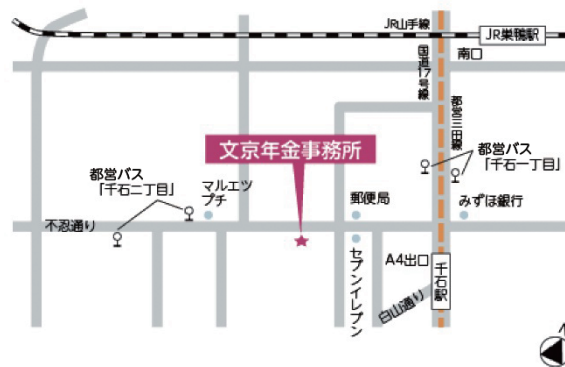 JR山手線
JR巣鴨駅
南口
国道17号線
都営三田線
文京年金事務所
都営バス
「千石一丁目」
都営バス
「千石二丁目」
マルエツ
プチ
郵便局
みずほ銀行
不忍通り
セブンイレブン
A4出口
千石駅
白山通り